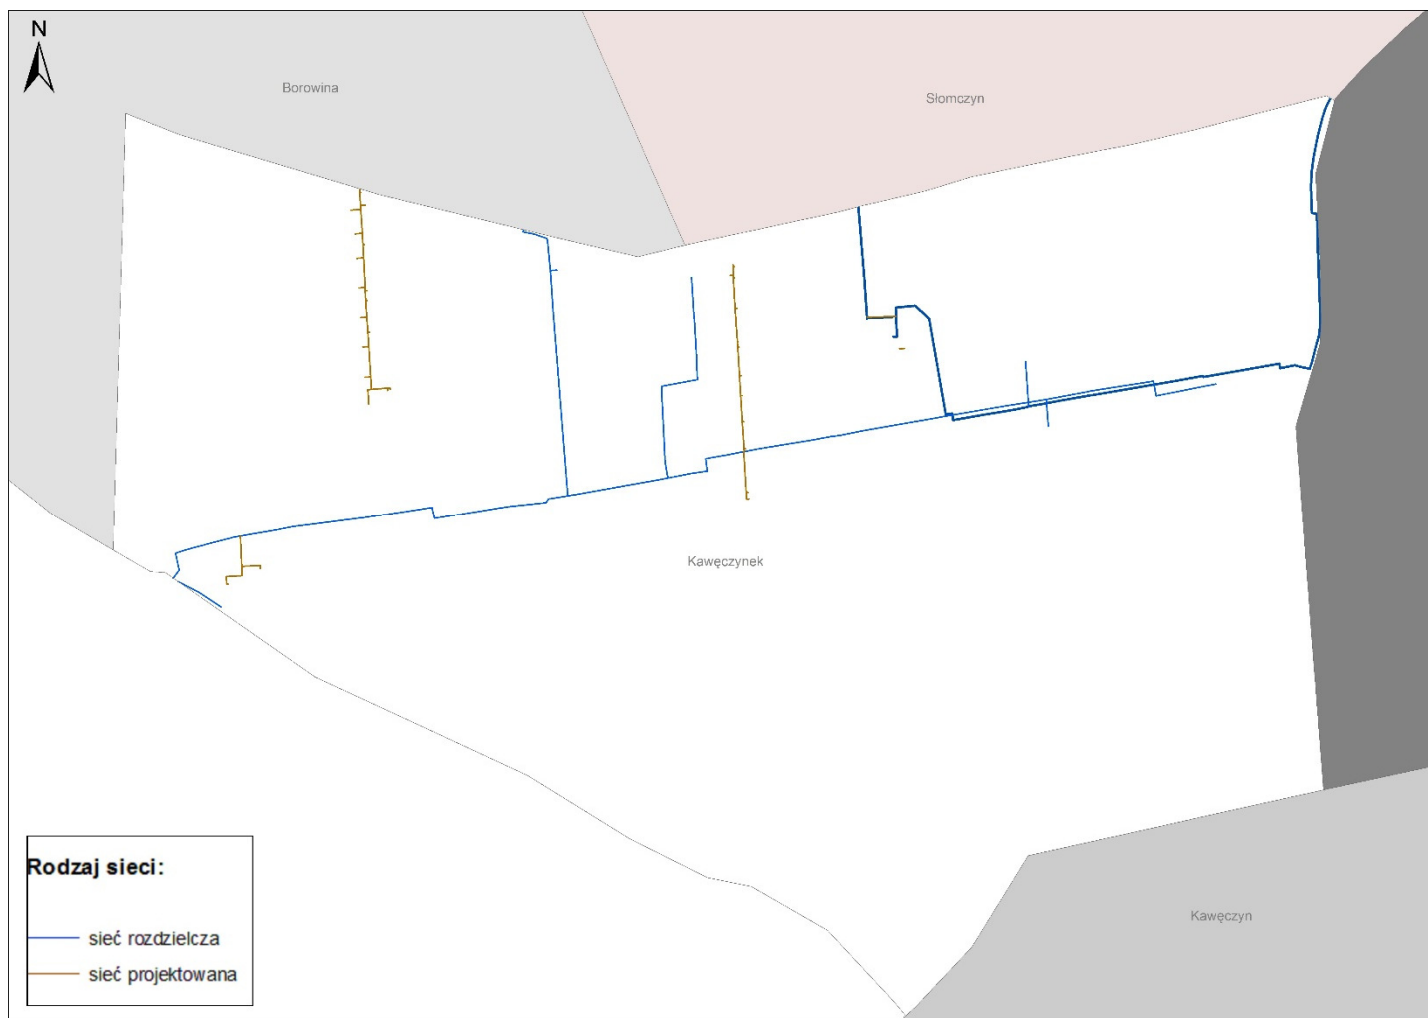 N
Borowina
Słomczyn
Kawęczynek
Kawęczyn
Rodzaj sieci:
sieć rozdzielcza
sieć projektowana